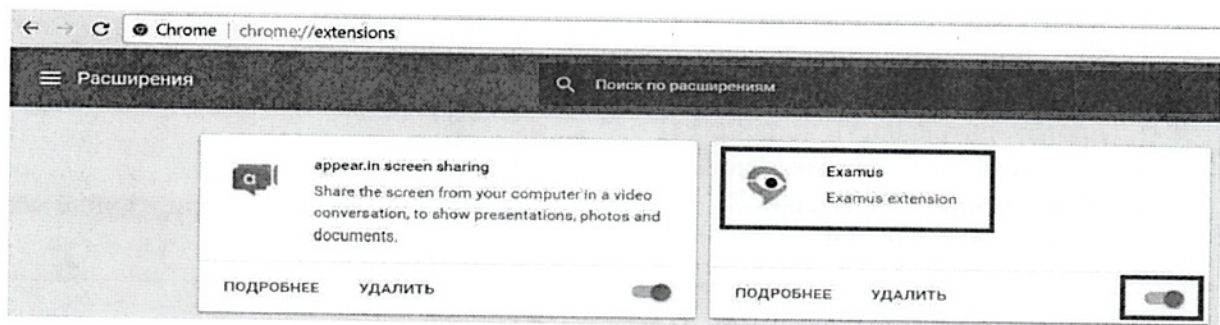 Chrome | chrome://extensions
Расширения
Поиск по расширениям
appear.in screen sharing
Share the screen from your computer in a video
conversation, to show presentations, photos and
documents.
ПОДРОБНЕЕ УДАЛИТЬ
Examus
Examus extension
ПОДРОБНЕЕ УДАЛИТЬ